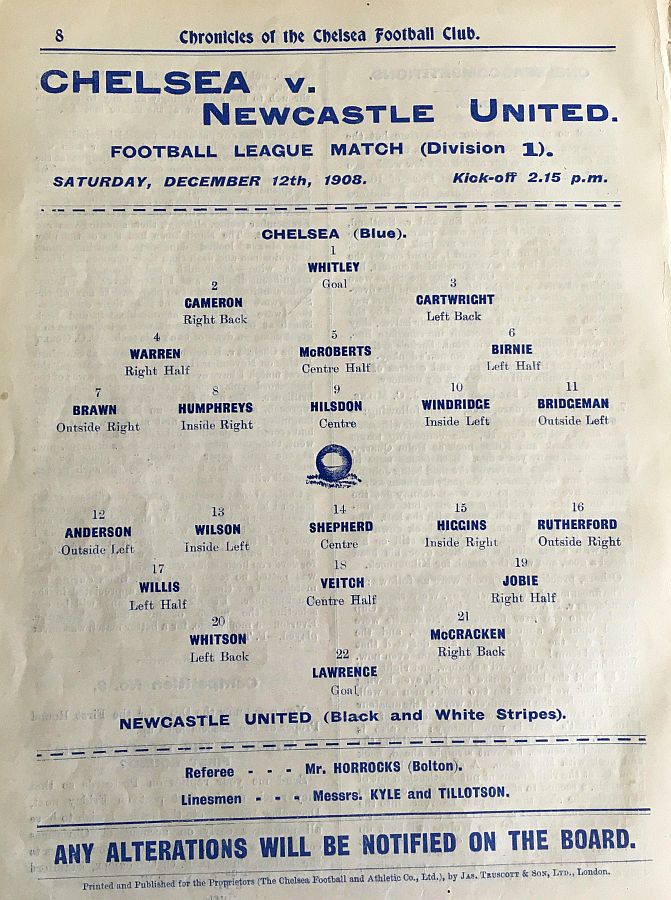 8 Chronicles of the Chelsea Football Club.
CHELSEA v.
NEWCASTLE UNITED.
FOOTBALL LEAGUE MATCH (Division 1).
SATURDAY, DECEMBER 12th, 1908. Kick-off 2.15 p.m.
CHELSEA (Blue).
1
WHITLEY
Goal
2 3
CAMERON CARTWRIGHT
Right Back Left Back
4 5 6
WARREN McROBERTS BIRNIE
Right Half Centre Half Left Half
7 8 9 10 11
BRAWN HUMPHREYS HILSDON WINDRIDGE BRIDGEMAN
Outside Right Inside Right Centre Inside Left Outside Left
12 13 14 15 16
ANDERSON WILSON SHEPHERD HIGGINS RUTHERFORD
Outside Left Inside Left Centre Inside Right Outside Right
17 18 19
WILLIS VEITCH JOBIE
Left Half Centre Half Right Half
20 21
WHITSON McCRACKEN
Left Back Right Back
22
LAWRENCE
Goal
NEWCASTLE UNITED (Black and White Stripes).
Referee - - - Mr. HORROCKS (Bolton).
Linesmen - - - Messrs. KYLE and TILLOTSON.
ANY ALTERATIONS WILL BE NOTIFIED ON THE BOARD.
Printed and Published for the Proprietors (The Chelsea Football and Athletic Co., Ltd.), by JAS. TRUSCOTT & SON, LTD., London.